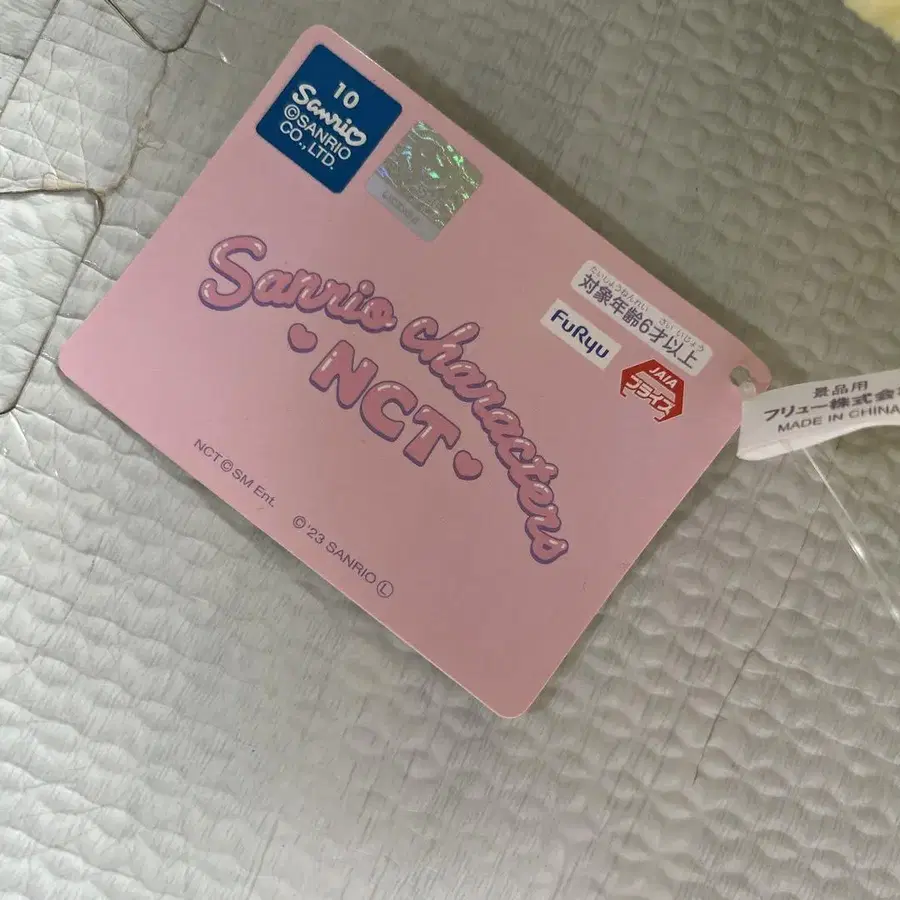 10
Sanrio
©SANRIO
CO., LTD.
LICENSEE
Sanrio characters
NCT
たいしょうねんれい さいいじょう
対象年齢6才以上
FuRyu
JAIA
プライズ
景品用
フリュー株式会
MADE IN CHINA
NCT © SM Ent.
© '23 SANRIO Ⓛ